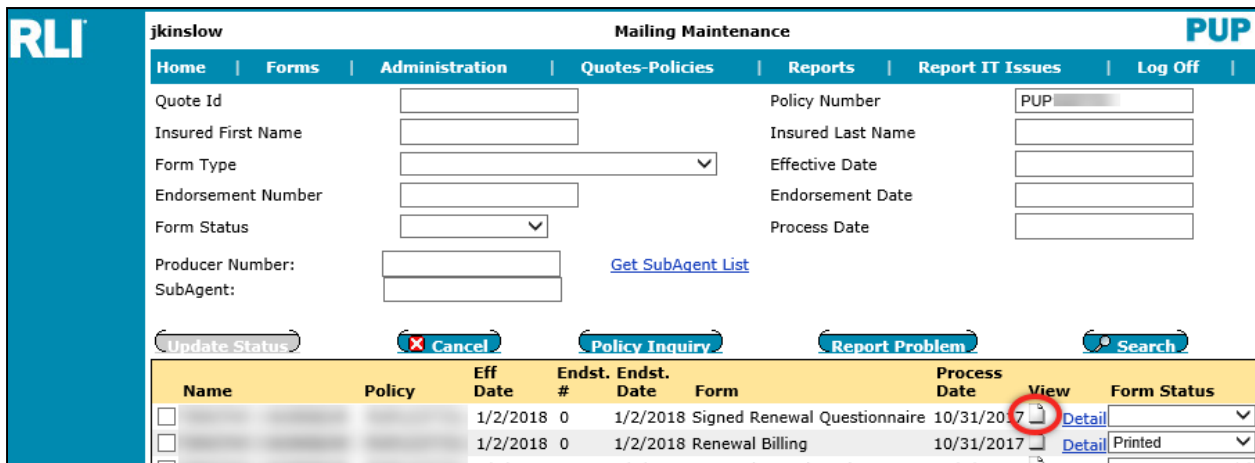 RLI
jkinslow Mailing Maintenance PUP
Home | Forms | Administration | Quotes-Policies | Reports | Report IT Issues | Log Off |
Quote Id Policy Number PUP
Insured First Name Insured Last Name
Form Type Effective Date
Endorsement Number Endorsement Date
Form Status Process Date
Producer Number: Get SubAgent List
SubAgent:
Update Status Cancel Policy Inquiry Report Problem Search
Name Policy Eff Date Endst. # Endst. Date Form Process Date View Form Status
1/2/2018 0 1/2/2018 Signed Renewal Questionnaire 10/31/2017 Detail
1/2/2018 0 1/2/2018 Renewal Billing 10/31/2017 Detail Printed